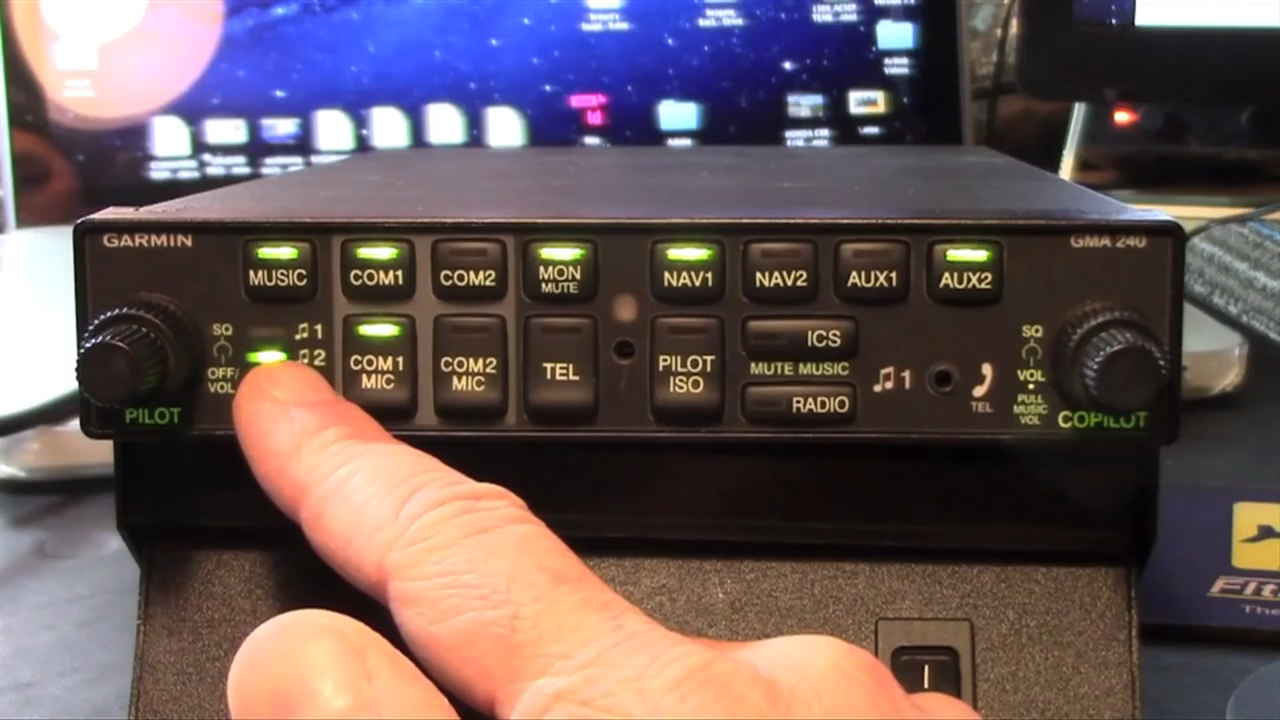 GARMIN
GMA 240
MUSIC
COM1
COM2
MON
MUTE
NAV1
NAV2
AUX1
AUX2
SQ
OFF/
VOL
PILOT
♫ 1
♫ 2
COM1
MIC
COM2
MIC
TEL
PILOT
ISO
ICS
MUTE MUSIC
RADIO
♫ 1
TEL
SQ
VOL
PULL
MUSIC
VOL
COPILOT
Id